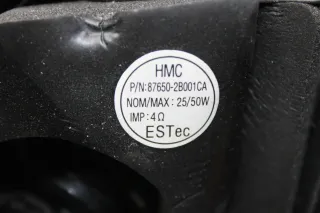 HMC
P/N:87650-2B001CA
NOM/MAX: 25/50W
IMP: 4Ω
ESTec